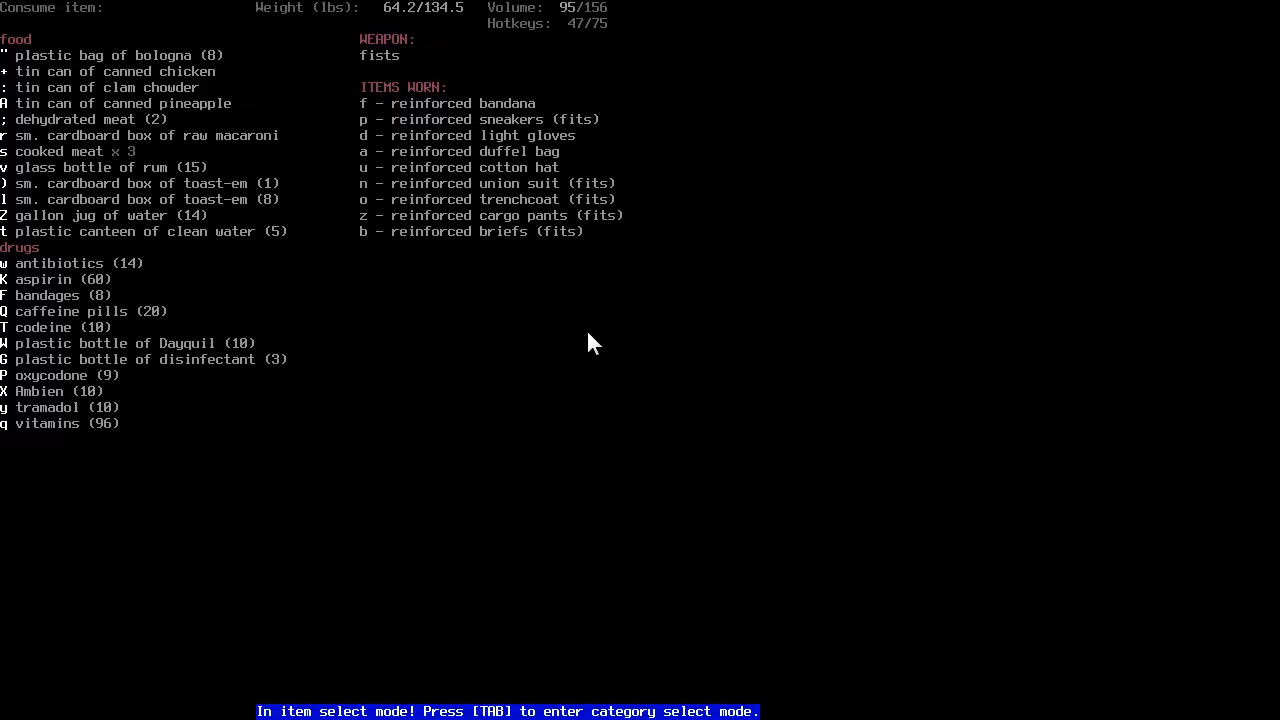 Consume item: Weight (lbs): 64.2/134.5 Volume: 95/156
Hotkeys: 47/75
food
" plastic bag of bologna (8)
+ tin can of canned chicken
: tin can of clam chowder
A tin can of canned pineapple
; dehydrated meat (2)
r sm. cardboard box of raw macaroni
s cooked meat x 3
v glass bottle of rum (15)
) sm. cardboard box of toast-em (1)
l sm. cardboard box of toast-em (8)
Z gallon jug of water (14)
t plastic canteen of clean water (5)
drugs
w antibiotics (14)
K aspirin (60)
F bandages (8)
Q caffeine pills (20)
T codeine (10)
W plastic bottle of Dayquil (10)
G plastic bottle of disinfectant (3)
P oxycodone (9)
X Ambien (10)
y tramadol (10)
q vitamins (96)
WEAPON:
fists
ITEMS WORN:
f - reinforced bandana
p - reinforced sneakers (fits)
d - reinforced light gloves
a - reinforced duffel bag
u - reinforced cotton hat
n - reinforced union suit (fits)
o - reinforced trenchcoat (fits)
z - reinforced cargo pants (fits)
b - reinforced briefs (fits)
In item select mode! Press [TAB] to enter category select mode.